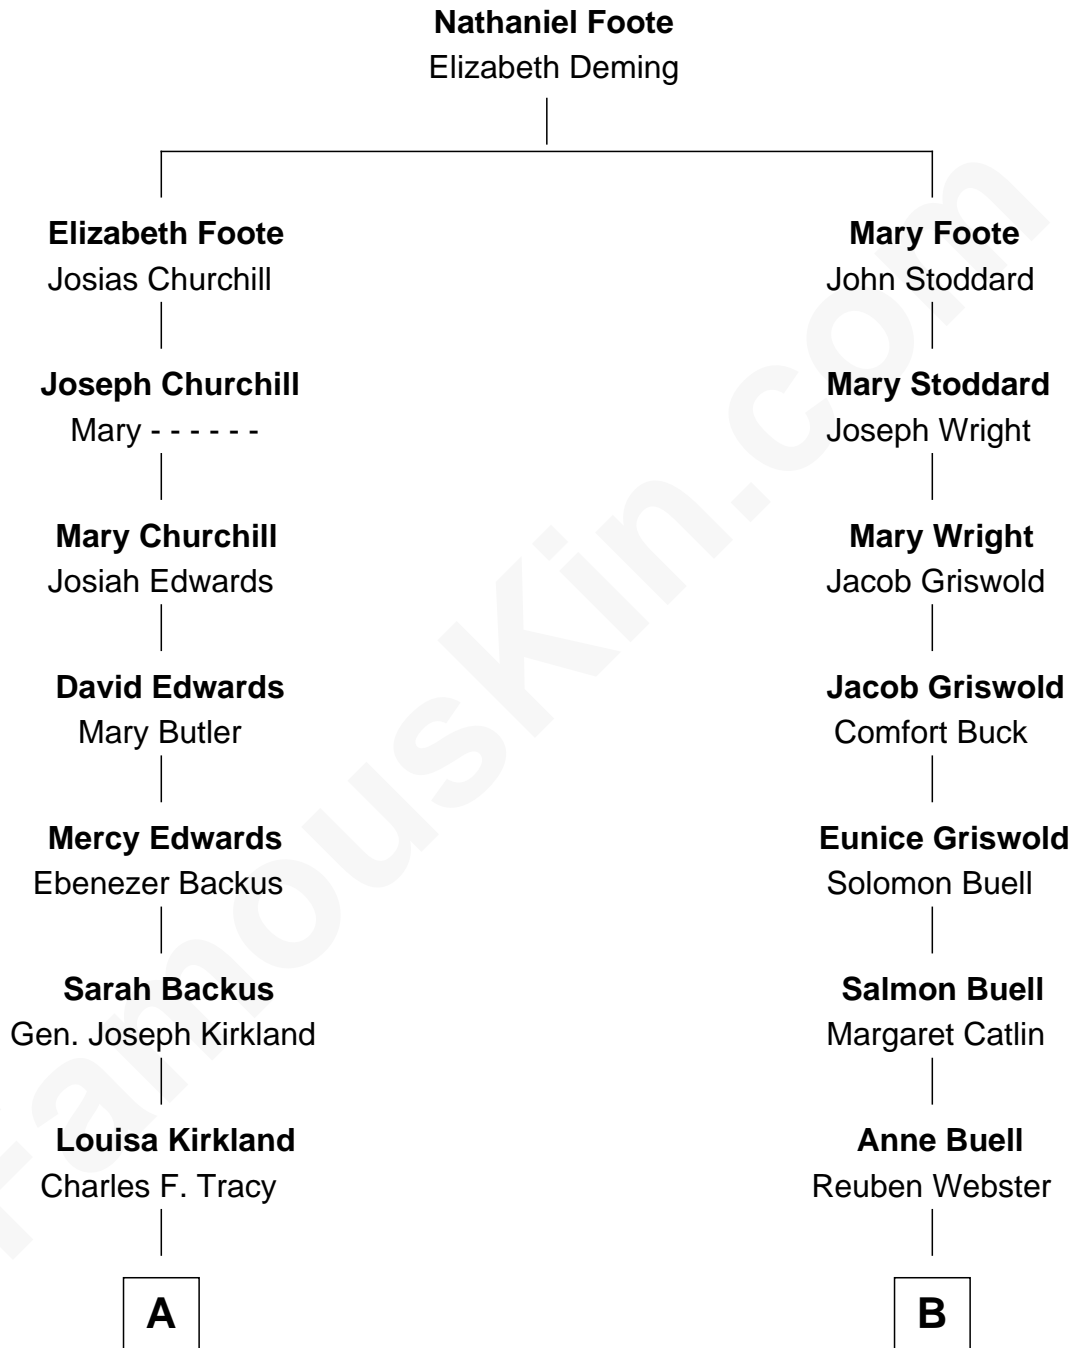 Nathaniel Foote
Elizabeth Deming
Elizabeth Foote
Josias Churchill
Mary Foote
John Stoddard
Joseph Churchill
Mary - - - - - -
Mary Stoddard
Joseph Wright
Mary Churchill
Josiah Edwards
Mary Wright
Jacob Griswold
David Edwards
Mary Butler
Jacob Griswold
Comfort Buck
Mercy Edwards
Ebenezer Backus
Eunice Griswold
Solomon Buell
Sarah Backus
Gen. Joseph Kirkland
Salmon Buell
Margaret Catlin
Louisa Kirkland
Charles F. Tracy
Anne Buell
Reuben Webster
A
B
FamousKin.com